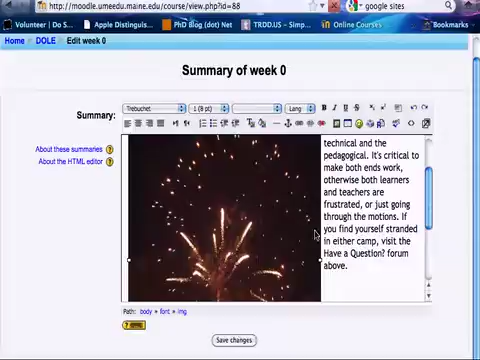 http://moodle.umeedu.maine.edu/course/view.php?id=88
google sites
Volunteer | Do...
Apple Distinguis...
PhD Blog (dot) Net
TRDD.US – Simp...
Online Courses
Bookmarks
Home DOLE Edit week 0
Summary of week 0
Summary:
Trebuchet
1 (8 pt)
Lang
About these summaries
About the HTML editor
technical and the
pedagogical. It's critical to
make both ends work,
otherwise both learners
and teachers are
frustrated, or just going
through the motions. If
you find yourself stranded
in either camp, visit the
Have a Question? forum
above.
Path: body » font » img
Save changes